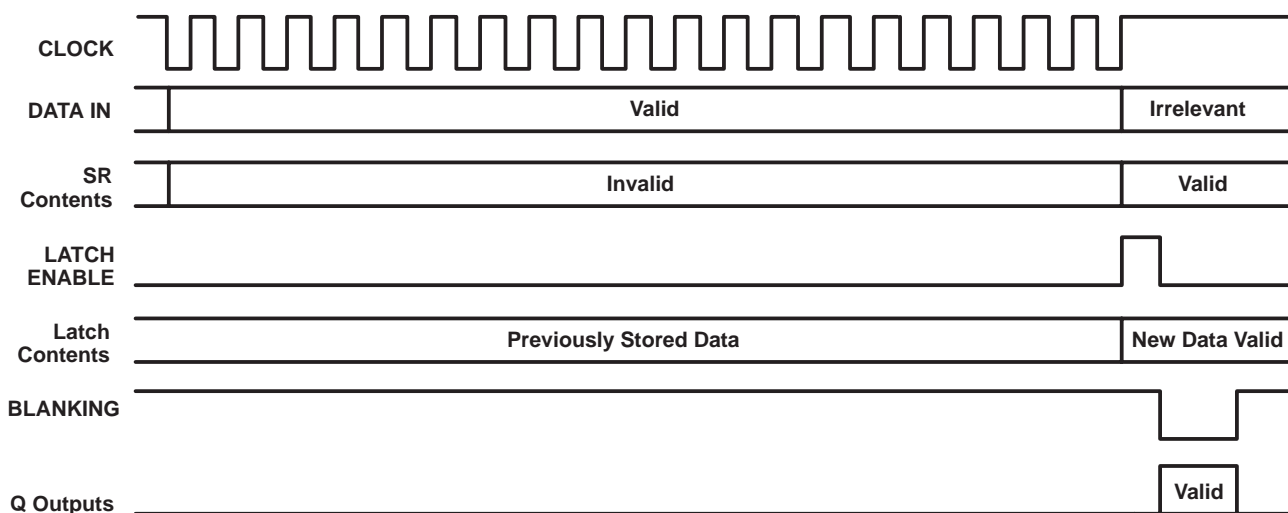 CLOCK
DATA IN
Valid
Irrelevant
SR
Contents
Invalid
Valid
LATCH
ENABLE
Latch
Contents
Previously Stored Data
New Data Valid
BLANKING
Valid
Q Outputs